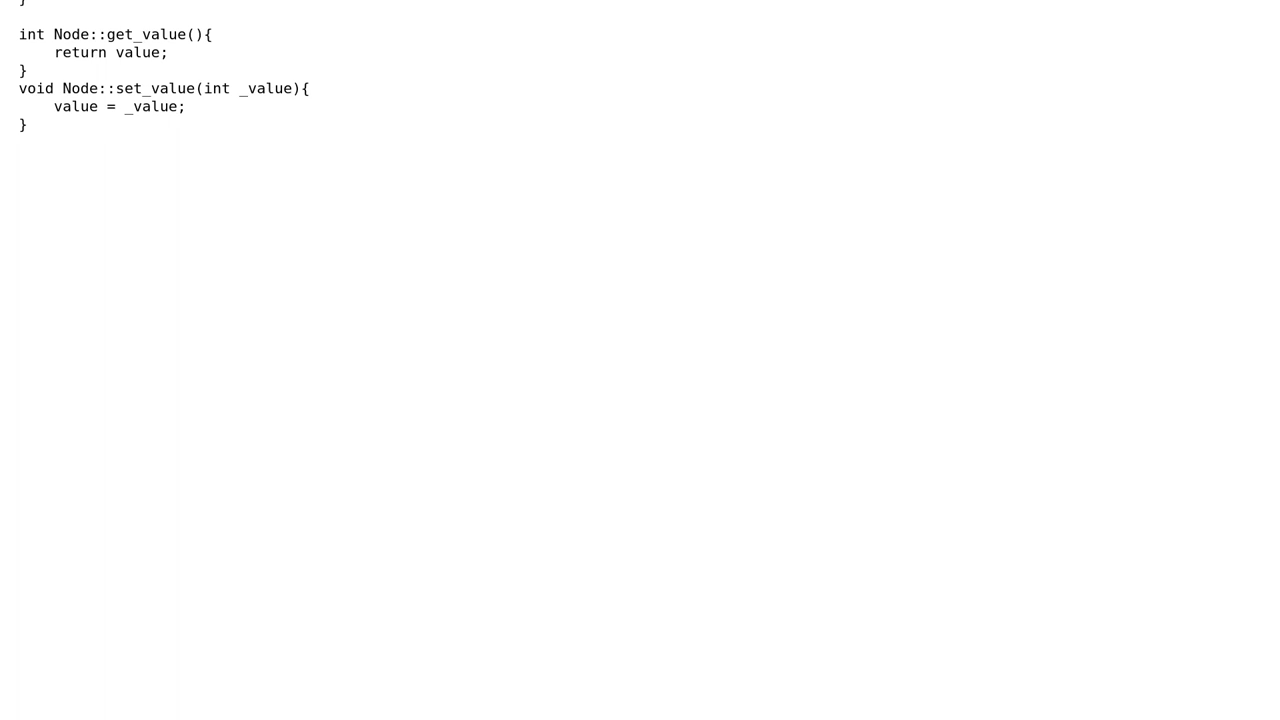 }

int Node::get_value(){
    return value;
}
void Node::set_value(int _value){
    value = _value;
}